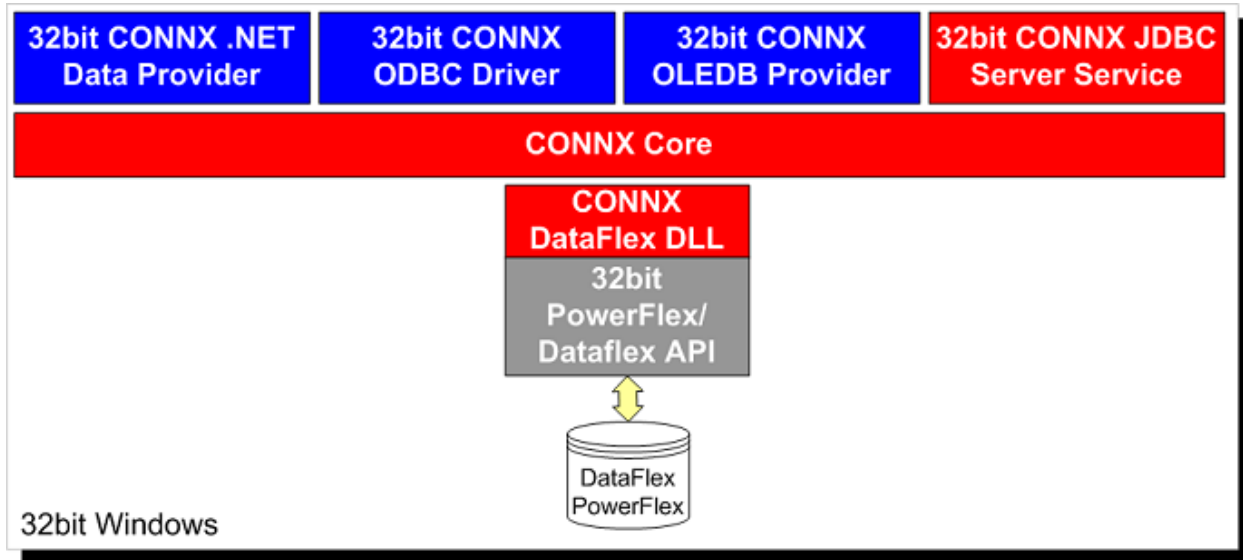 32bit CONNX .NET
Data Provider
32bit CONNX
ODBC Driver
32bit CONNX
OLEDB Provider
32bit CONNX JDBC
Server Service
CONNX Core
CONNX
DataFlex DLL
32bit
PowerFlex/
Dataflex API
DataFlex
PowerFlex
32bit Windows